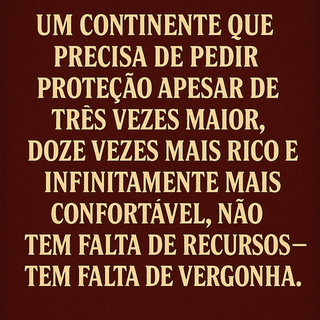 UM CONTINENTE QUE
PRECISA DE PEDIR
PROTEÇÃO APESAR DE
TRÊS VEZES MAIOR,
DOZE VEZES MAIS RICO E
INFINITAMENTE MAIS
CONFORTÁVEL, NÃO
TEM FALTA DE RECURSOS–
TEM FALTA DE VERGONHA.